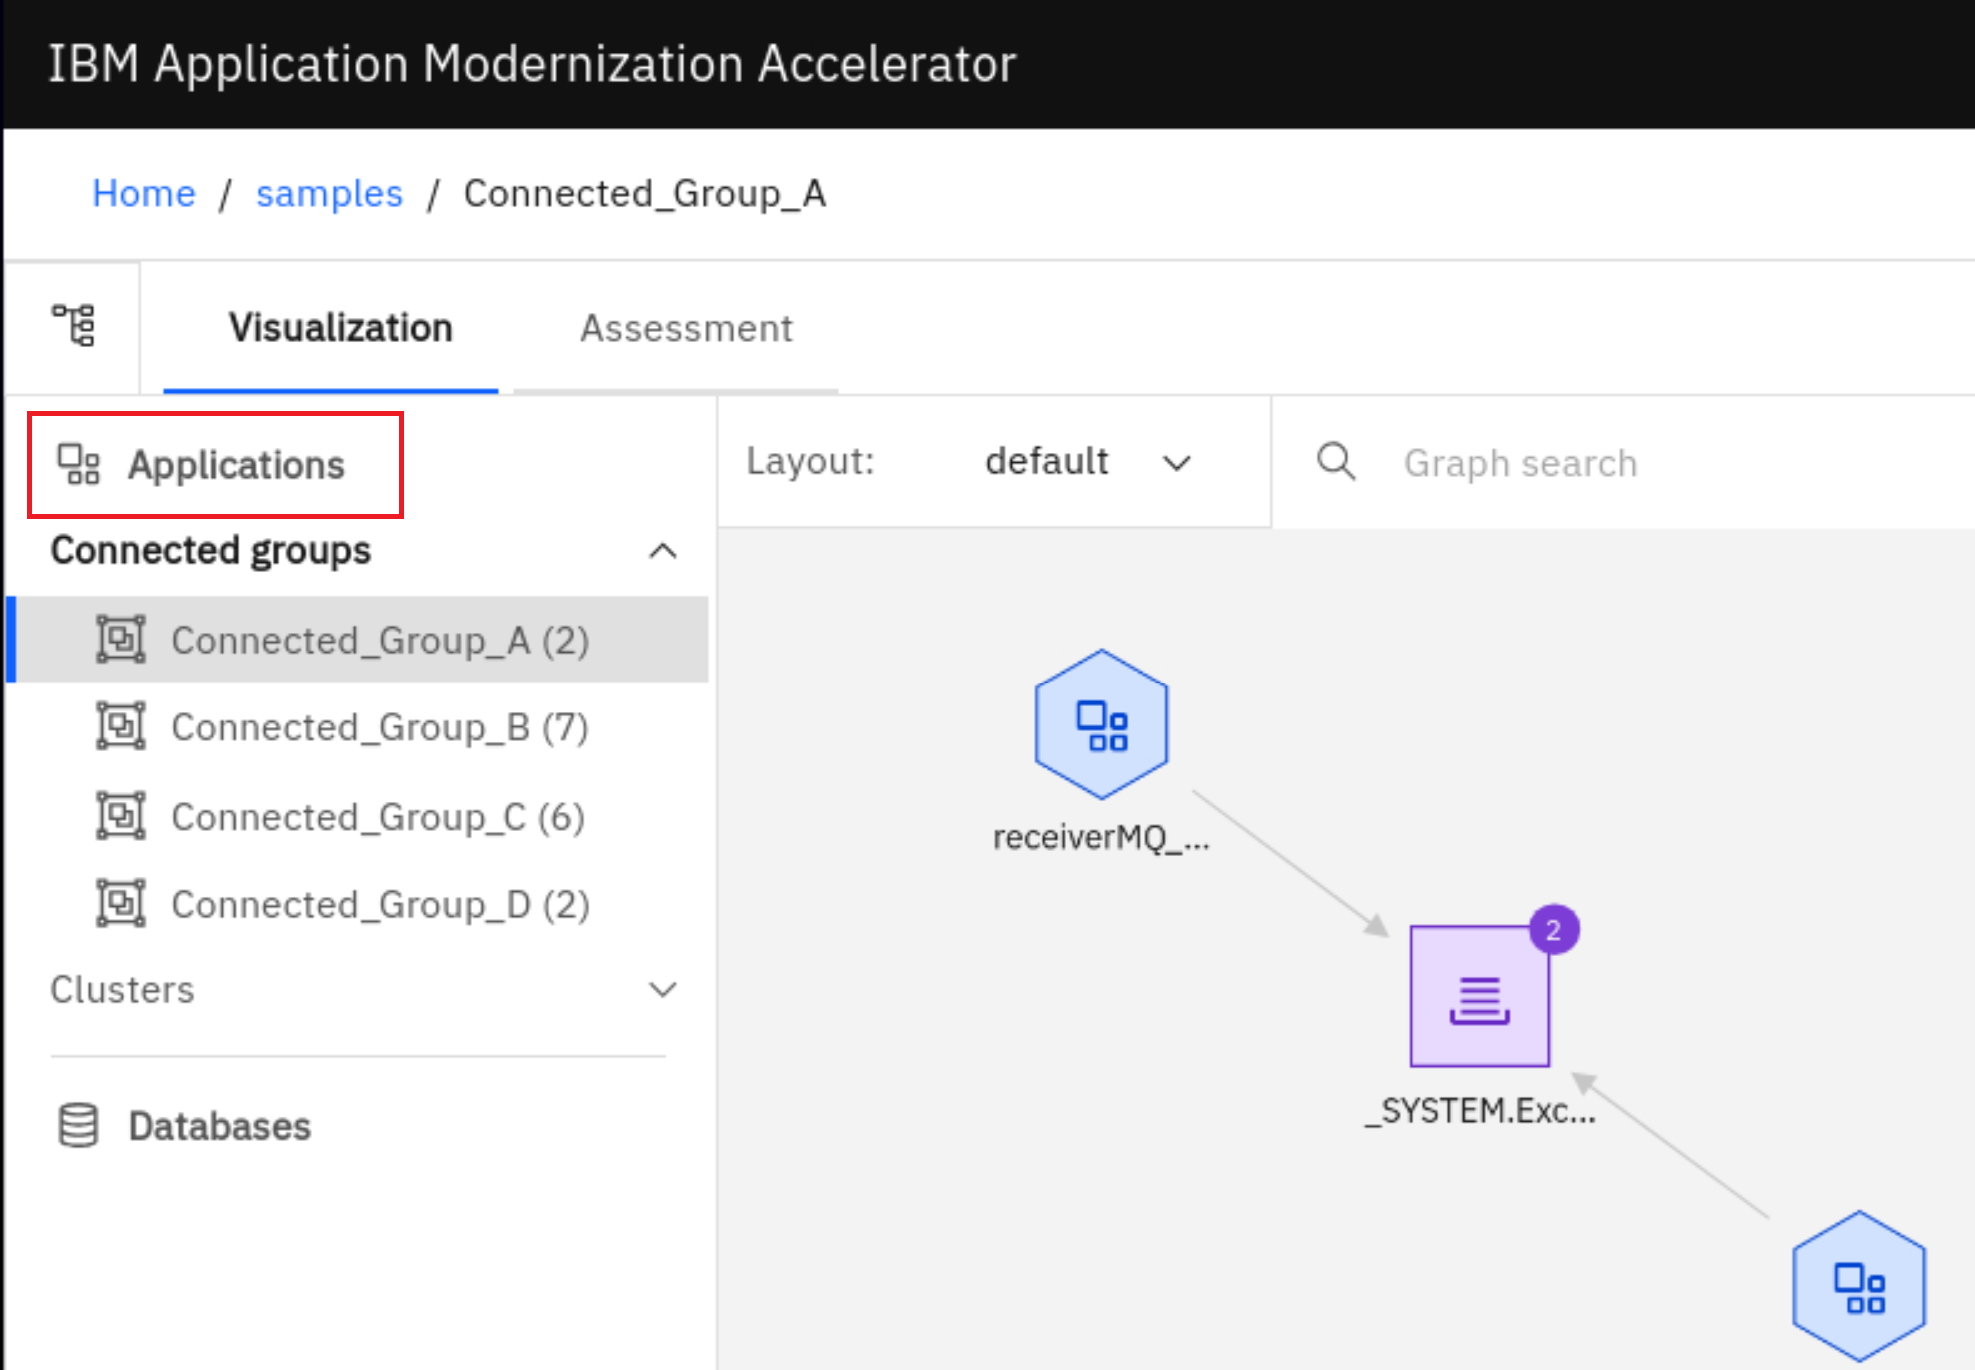 IBM Application Modernization Accelerator
Home / samples / Connected_Group_A
Visualization
Assessment
Applications
Connected groups
Connected_Group_A (2)
Connected_Group_B (7)
Connected_Group_C (6)
Connected_Group_D (2)
Clusters
Databases
Layout:
default
Graph search
receiverMQ_...
2
_SYSTEM.Exc...